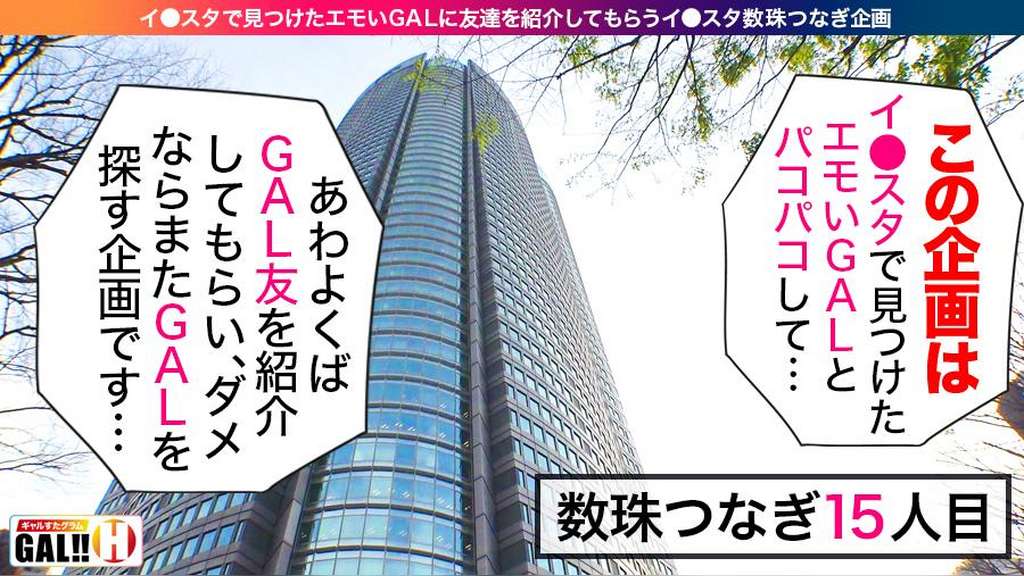 イ●スタで見つけたエモいGALに友達を紹介してもらうイ●スタ数珠つなぎ企画
この企画は
イ●スタで見つけた
エモいGALと
パコパコして…
あわよくば
GAL友を紹介
してもらい、ダメ
ならまたGALを
探す企画です…
数珠つなぎ15人目
ギャルすたグラム
GAL!!H